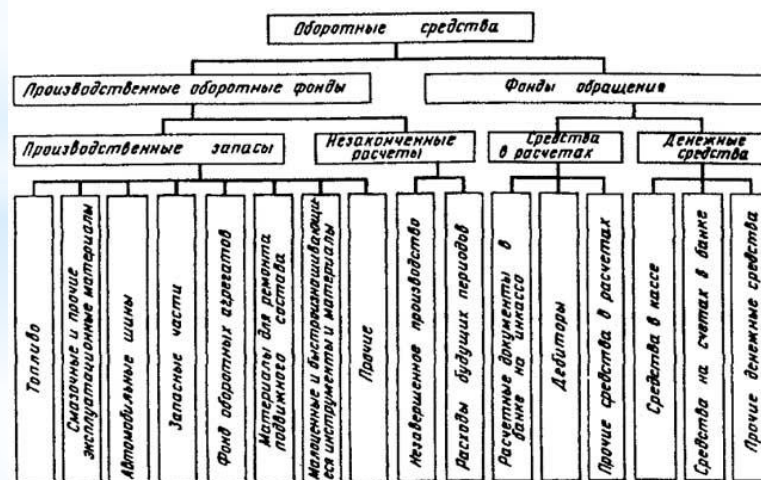 Оборотные средства
Производственные оборотные фонды
Фонды обращения
Производственные запасы
Незаконченные
расчеты
Средства
в расчетах
Денежные
средства
Топливо
Смазочные и прочие
эксплуатационные материалы
Автомобильные шины
Запасные части
Фонд оборотных агрегатов
Материалы для ремонта
подвижного состава
Малоценные и быстроизнашивающи-
еся инструменты и материалы
Прочие
Незавершенное производство
Расходы будущих периодов
Расчетные документы в
банке на инкассо
Дебиторы
Прочие средства в расчетах
Средства в кассе
Средства на счетах в банке
Прочие денежные средства